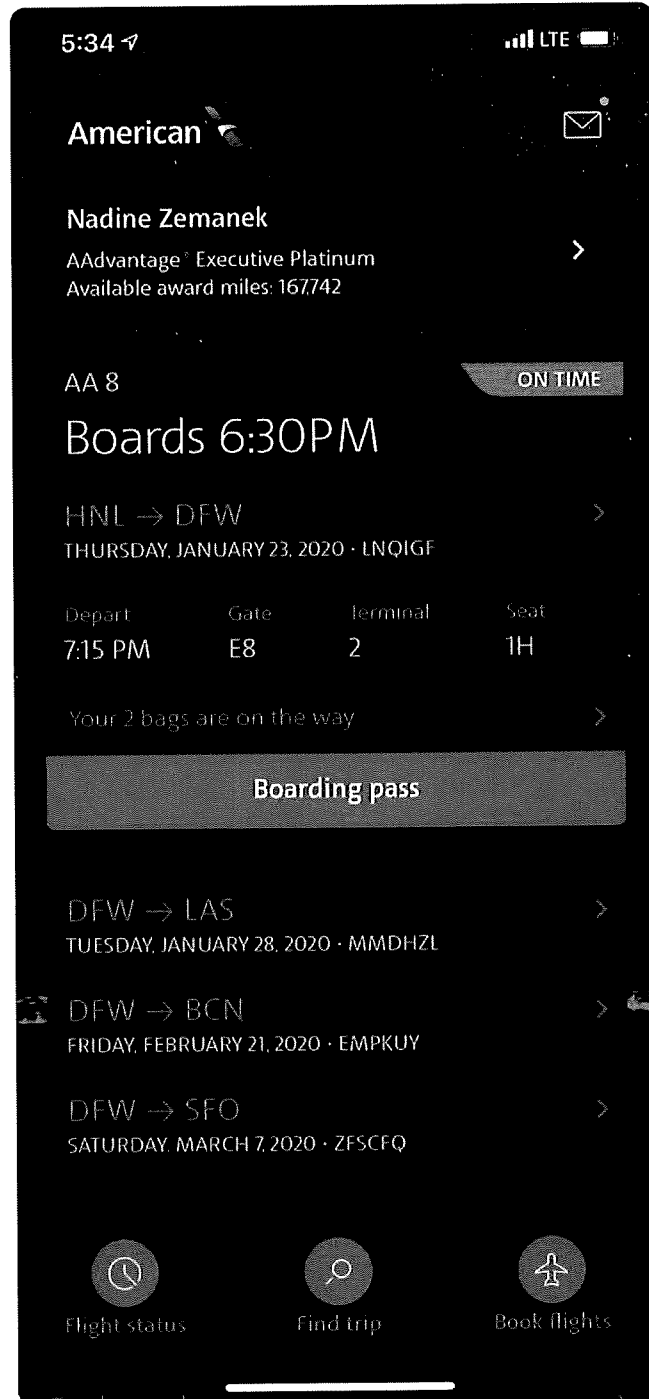 5:34
LTE
American
Nadine Zemanek
AAdvantage® Executive Platinum
Available award miles: 167,742
AA 8
ON TIME
Boards 6:30PM
HNL → DFW
THURSDAY, JANUARY 23, 2020 · LNQIGF
Depart Gate Terminal Seat
7:15 PM E8 2 1H
Your 2 bags are on the way
Boarding pass
DFW → LAS
TUESDAY, JANUARY 28, 2020 · MMDHZL
DFW → BCN
FRIDAY, FEBRUARY 21, 2020 · EMPKUY
DFW → SFO
SATURDAY, MARCH 7, 2020 · ZFSCFQ
Flight status Find trip Book flights